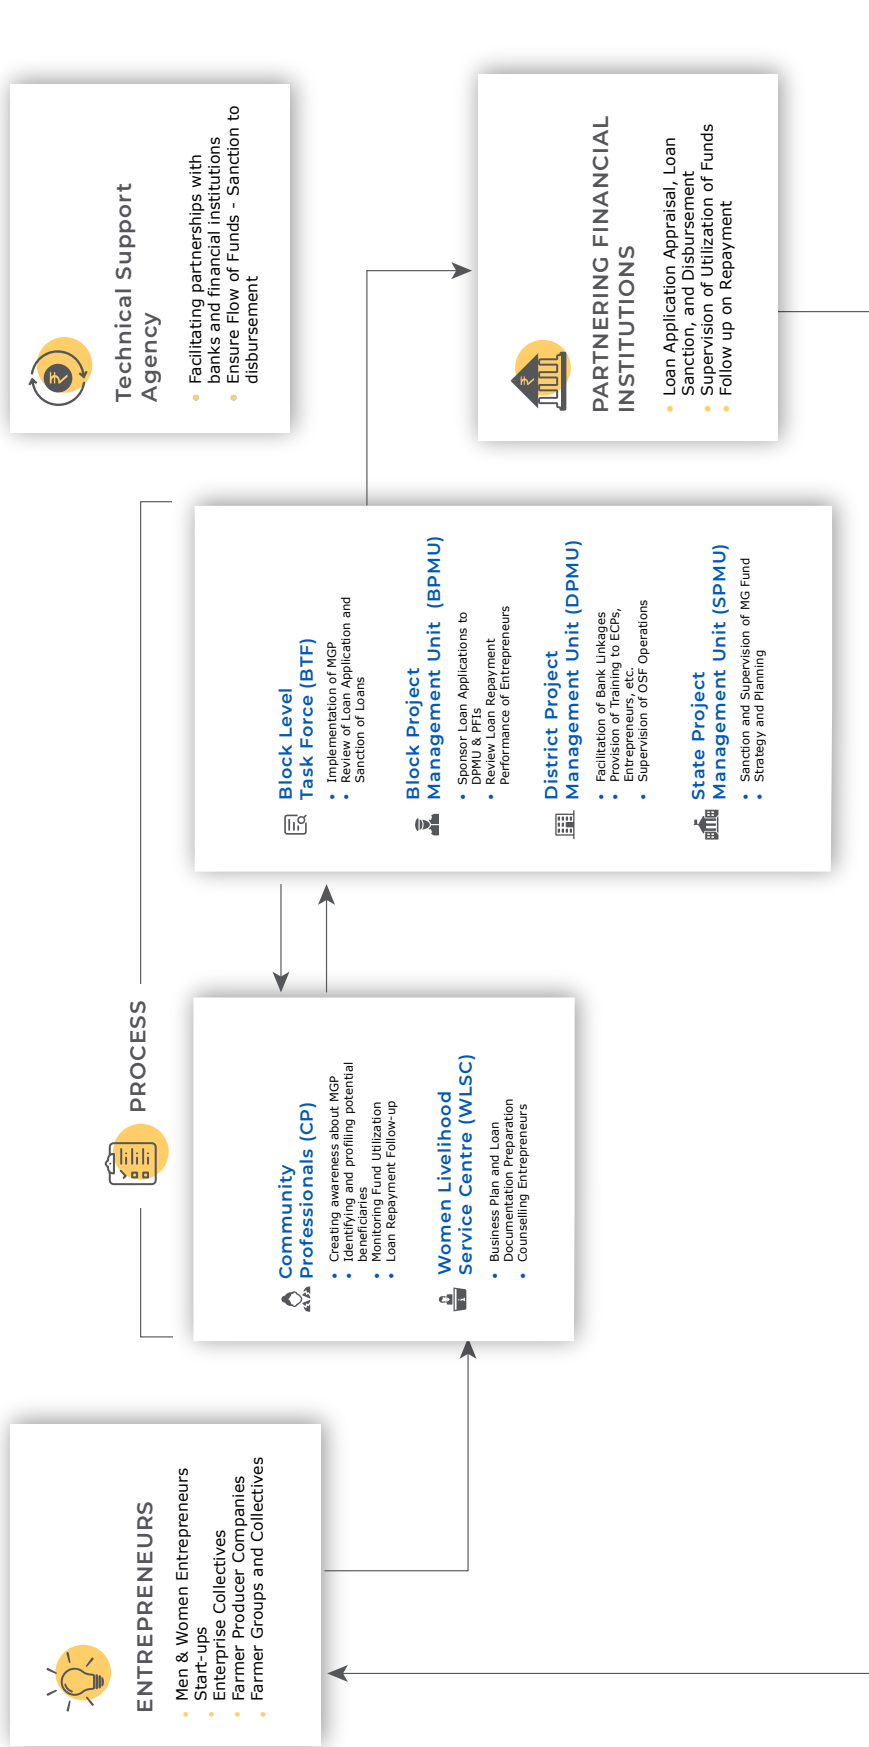 ENTREPRENEURS
• Men & Women Entrepreneurs
Start-ups
• Enterprise Collectives
• Farmer Producer Companies
• Farmer Groups and Collectives
PROCESS
Community
Professionals (CP)
• Creating awareness about MGP
• Identifying and profiling potential
beneficiaries
• Monitoring Fund Utilization
• Loan Repayment Follow-up
Women Livelihood
Service Centre (WLSC)
• Business Plan and Loan
Documentation Preparation
• Counselling Entrepreneurs
Block Level
Task Force (BTF)
• Implementation of MGP
• Review of Loan Application and
Sanction of Loans
Block Project
Management Unit (BPMU)
• Sponsor Loan Applications to
DPMU & PFIs
• Review Loan Repayment
Performance of Entrepreneurs
District Project
Management Unit (DPMU)
• Facilitation of Bank Linkages
• Provision of Training to ECPs,
Entrepreneurs, etc.
• Supervision of OSF Operations
State Project
Management Unit (SPMU)
• Sanction and Supervision of MG Fund
• Strategy and Planning
Technical Support
Agency
• Facilitating partnerships with
banks and financial institutions
• Ensure Flow of Funds - Sanction to
disbursement
PARTNERING FINANCIAL
INSTITUTIONS
• Loan Application Appraisal, Loan
Sanction, and Disbursement
• Supervision of Utilization of Funds
• Follow up on Repayment